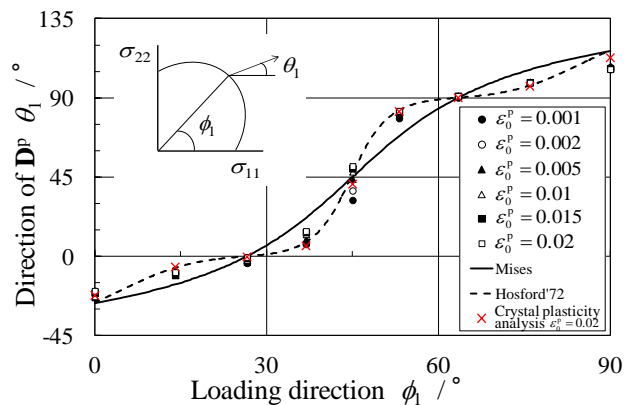 135
90
45
0
-45
0
30
60
90
Direction of Dᵖ θ₁ / °
Loading direction ϕ₁ / °
σ₂₂
θ₁
ϕ₁
σ₁₁
ε₀ᵖ = 0.001
ε₀ᵖ = 0.002
ε₀ᵖ = 0.005
ε₀ᵖ = 0.01
ε₀ᵖ = 0.015
ε₀ᵖ = 0.02
Mises
Hosford'72
Crystal plasticity
analysis ε₀ᵖ = 0.02